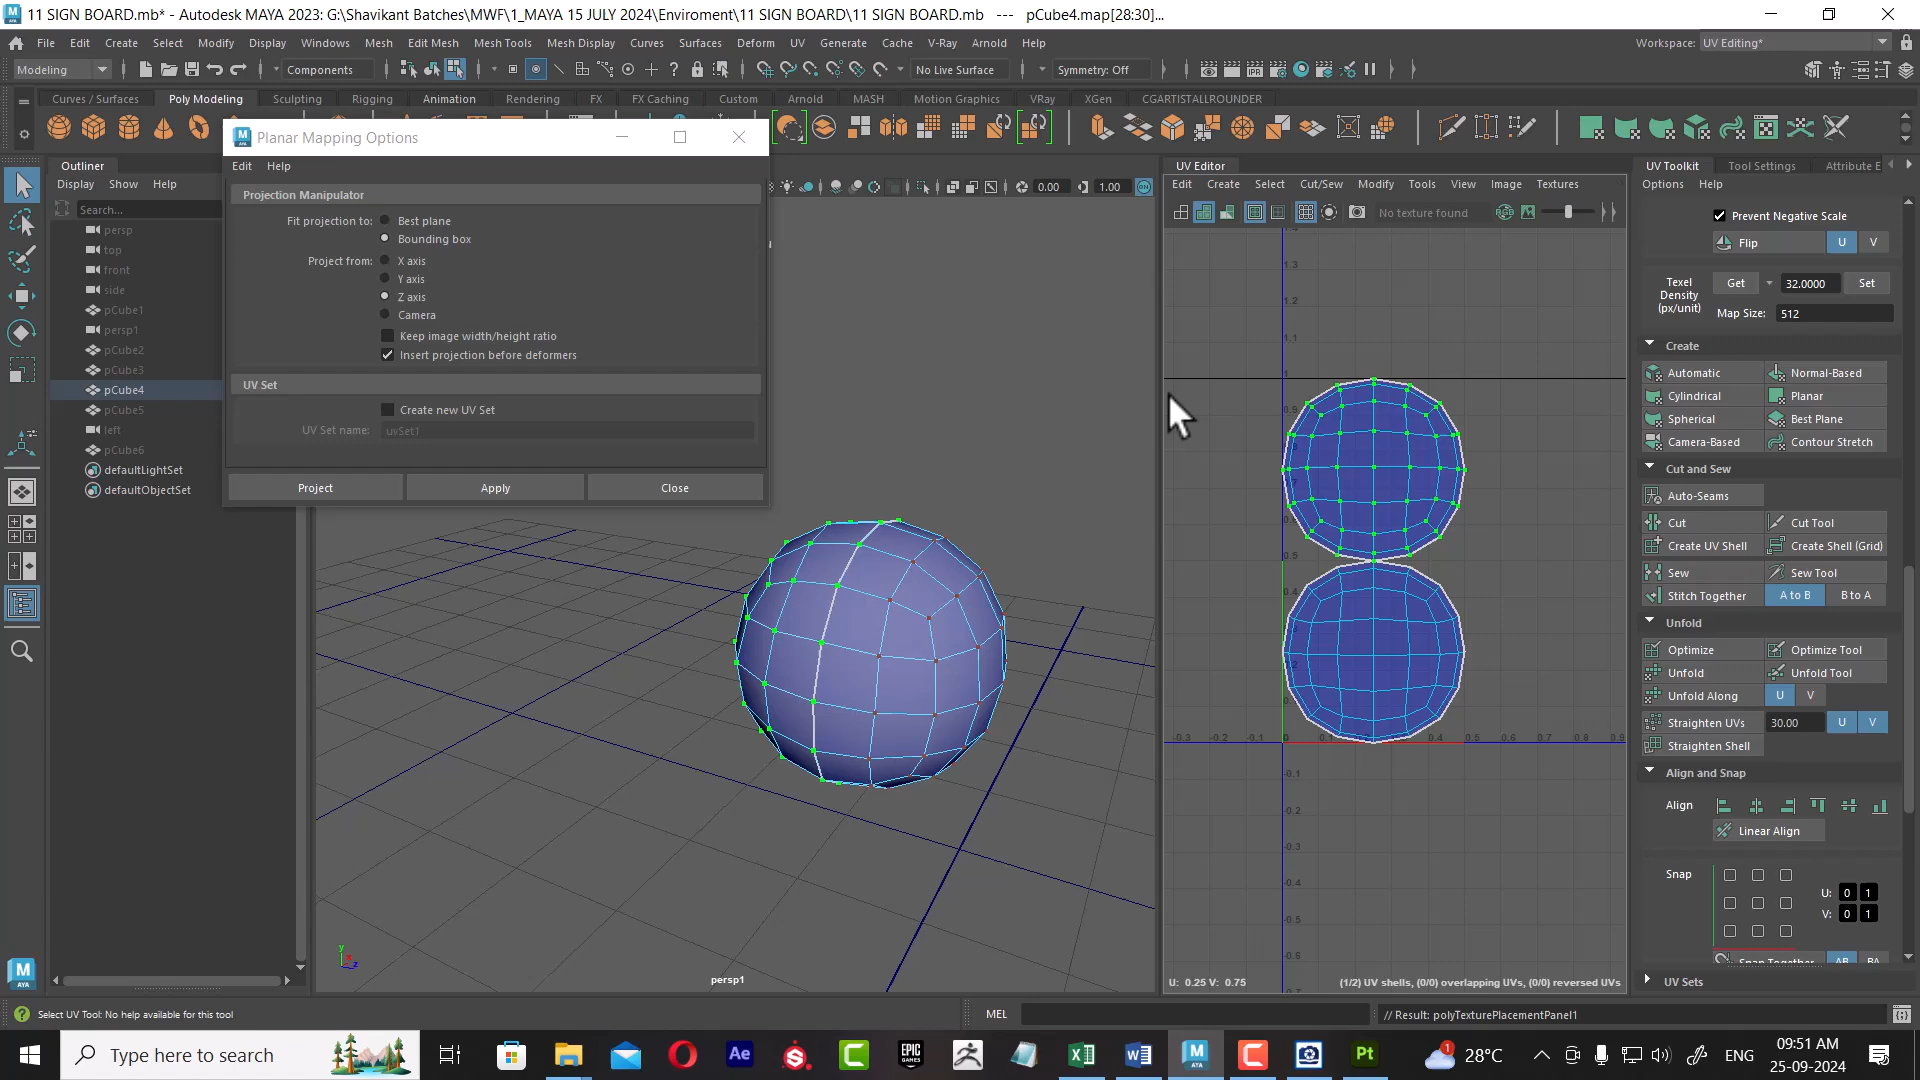 11 SIGN BOARD.mb* - Autodesk MAYA 2023: G:\Shavikant Batches\MWF\1_MAYA 15 JULY 2024\Enviroment\11 SIGN BOARD\11 SIGN BOARD.mb --- pCube4.map[28:30]...
File Edit Create Select Modify Display Windows Mesh Edit Mesh Mesh Tools Mesh Display Curves Surfaces Deform UV Generate Cache V-Ray Arnold Help
Workspace: UV Editing*
Modeling Components No Live Surface Symmetry: Off
Curves / Surfaces Poly Modeling Sculpting Rigging Animation Rendering FX FX Caching Custom Arnold MASH Motion Graphics VRay XGen CGARTISTALLROUNDER
Outliner
Display Show Help
Search...
persp
top
front
side
pCube1
persp1
pCube2
pCube3
pCube4
pCube5
left
pCube6
defaultLightSet
defaultObjectSet
Planar Mapping Options
Edit Help
Projection Manipulator
Fit projection to: Best plane
Bounding box
Project from: X axis
Y axis
Z axis
Camera
Keep image width/height ratio
Insert projection before deformers
UV Set
Create new UV Set
UV Set name: uvSet1
Project Apply Close
0.00 1.00
persp1
UV Editor
Edit Create Select Cut/Sew Modify Tools View Image Textures
No texture found
1.3
1.2
1.1
1
0.9
0.5
-0.3 -0.2 -0.1 0 0.4 0.5 0.6 0.7 0.8 0.9
-0.1
-0.2
-0.3
-0.4
-0.5
-0.6
U: 0.25 V: 0.75 (1/2) UV shells, (0/0) overlapping UVs, (0/0) reversed UVs
UV Toolkit Tool Settings Attribute E
Options Help
Prevent Negative Scale
Flip U V
Texel Density (px/unit) Get 32.0000 Set
Map Size: 512
Create
Automatic Normal-Based
Cylindrical Planar
Spherical Best Plane
Camera-Based Contour Stretch
Cut and Sew
Auto-Seams
Cut Cut Tool
Create UV Shell Create Shell (Grid)
Sew Sew Tool
Stitch Together A to B B to A
Unfold
Optimize Optimize Tool
Unfold Unfold Tool
Unfold Along U V
Straighten UVs 30.00 U V
Straighten Shell
Align and Snap
Align
Linear Align
Snap
U: 0 1
V: 0 1
Snap Together AB BA
UV Sets
Select UV Tool: No help available for this tool
MEL
// Result: polyTexturePlacementPanel1
Type here to search
28°C
ENG
09:51 AM
25-09-2024